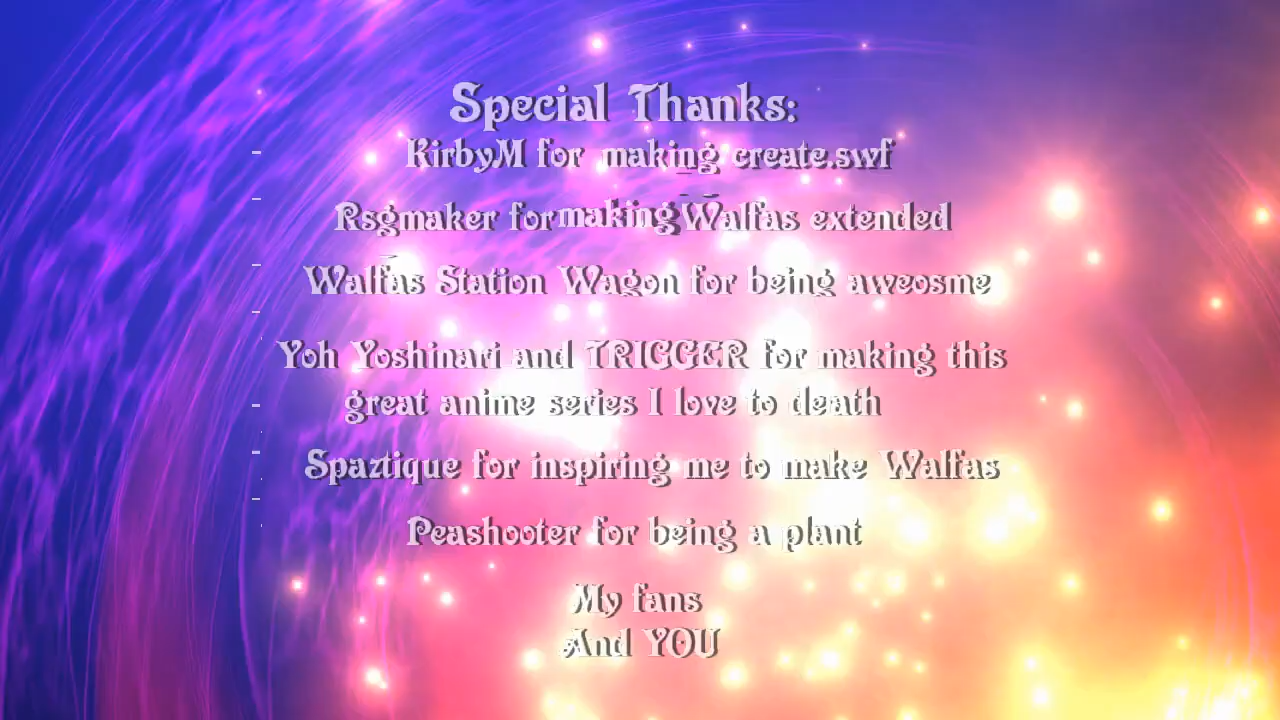 Special Thanks:
KirbyM for making create.swf
Rsgmaker for making Walfas extended
Walfas Station Wagon for being aweosme
Yoh Yoshinari and TRIGGER for making this
great anime series I love to death
Spaztique for inspiring me to make Walfas
Peashooter for being a plant
My fans
And YOU